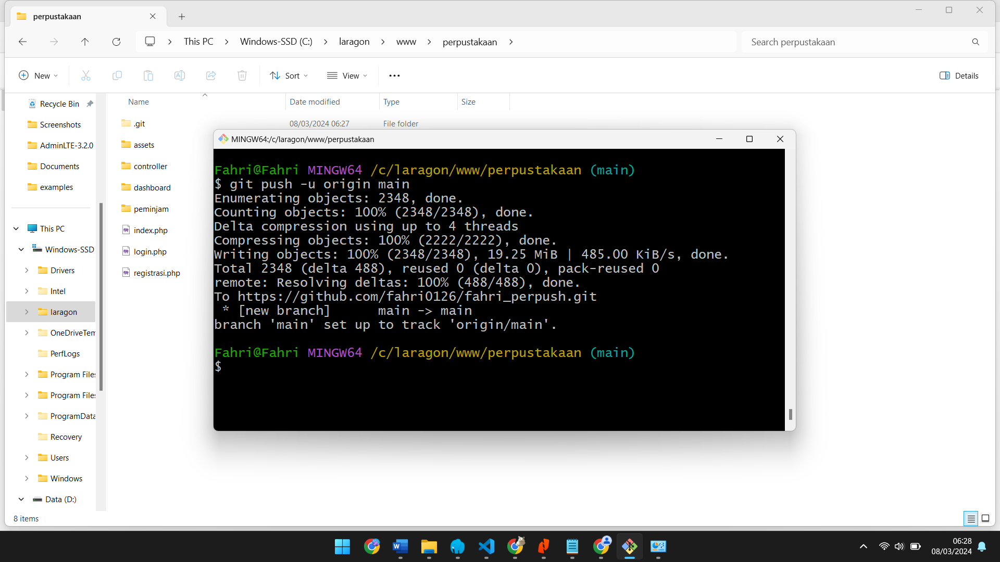 perpustakaan
This PC
Windows-SSD (C:)
laragon
www
perpustakaan
Search perpustakaan
New
Sort
View
Details
Recycle Bin
Screenshots
AdminLTE-3.2.0
Documents
examples
This PC
Windows-SSD
Drivers
Intel
laragon
OneDriveTem
PerfLogs
Program Files
Program Files
ProgramData
Recovery
Users
Windows
Data (D:)
Name
Date modified
Type
Size
.git
08/03/2024 06:27
File folder
assets
controller
dashboard
peminjam
index.php
login.php
registrasi.php
MINGW64:/c/laragon/www/perpustakaan
Fahri@Fahri MINGW64 /c/laragon/www/perpustakaan (main)
$ git push -u origin main
Enumerating objects: 2348, done.
Counting objects: 100% (2348/2348), done.
Delta compression using up to 4 threads
Compressing objects: 100% (2222/2222), done.
Writing objects: 100% (2348/2348), 19.25 MiB | 485.00 KiB/s, done.
Total 2348 (delta 488), reused 0 (delta 0), pack-reused 0
remote: Resolving deltas: 100% (488/488), done.
To https://github.com/fahri0126/fahri_perpush.git
* [new branch] main -> main
branch 'main' set up to track 'origin/main'.
Fahri@Fahri MINGW64 /c/laragon/www/perpustakaan (main)
$
8 items
06:28
08/03/2024